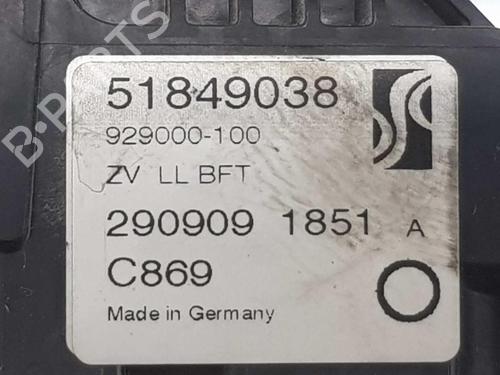 51849038
929000-100
ZV LL BFT
290909 1851 A
C869
Made in Germany
B-PARTS